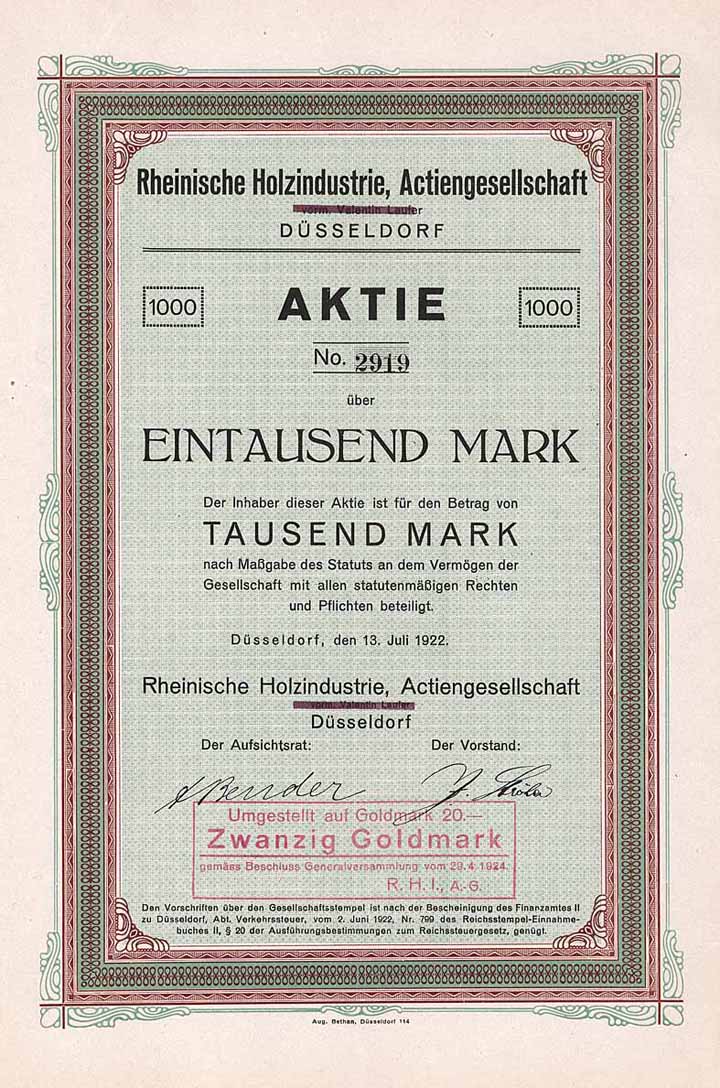 Rheinische Holzindustrie, Actiengesellschaft
vorm. Valentin Laufer
DÜSSELDORF
1000 AKTIE 1000
No. 2919
über
EINTAUSEND MARK
Der Inhaber dieser Aktie ist für den Betrag von
TAUSEND MARK
nach Maßgabe des Statuts an dem Vermögen der
Gesellschaft mit allen statutenmäßigen Rechten
und Pflichten beteiligt.
Düsseldorf, den 13. Juli 1922.
Rheinische Holzindustrie, Actiengesellschaft
vorm. Valentin Laufer
Düsseldorf
Der Aufsichtsrat: Der Vorstand:
Bender
Umgestellt auf Goldmark 20.—
Zwanzig Goldmark
gemäss Beschluss Generalversammlung vom 29.4.1924.
R. H. I., A.-G.
Den Vorschriften über den Gesellschaftsstempel ist nach der Bescheinigung des Finanzamtes II
zu Düsseldorf, Abt. Verkehrssteuer, vom 2. Juni 1922, Nr. 799 des Reichsstempel-Einnahme-
buches II, § 20 der Ausführungsbestimmungen zum Reichssteuergesetz, genügt.
Aug. Bethan, Düsseldorf 114